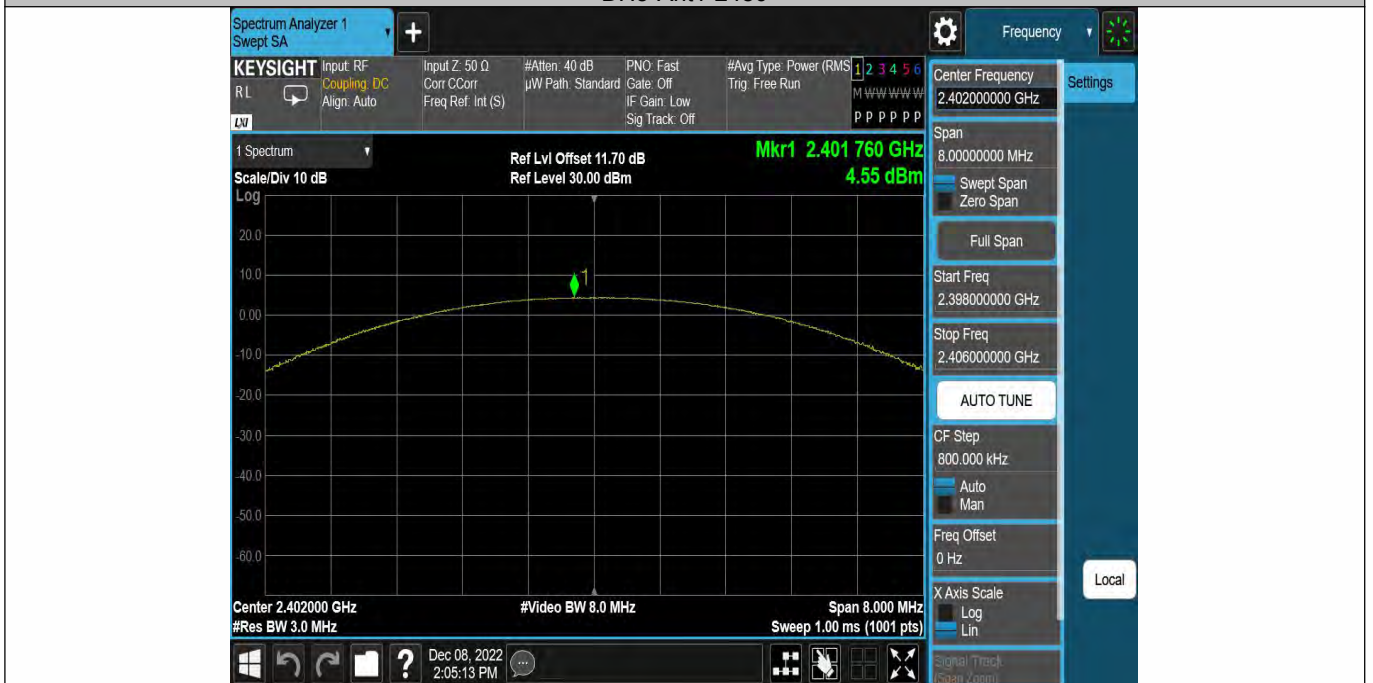 Spectrum Analyzer 1
Swept SA
+
Frequency
KEYSIGHT
RL
LXI
Input: RF
Coupling: DC
Align: Auto
Input Z: 50 Ω
Corr CCorr
Freq Ref: Int (S)
#Atten: 40 dB
µW Path: Standard
PNO: Fast
Gate: Off
IF Gain: Low
Sig Track: Off
#Avg Type: Power (RMS
Trig: Free Run
1 2 3 4 5 6
M W W W W W
P P P P P P
1 Spectrum
Scale/Div 10 dB
Log
Ref Lvl Offset 11.70 dB
Ref Level 30.00 dBm
Mkr1 2.401 760 GHz
4.55 dBm
20.0
10.0
0.00
-10.0
-20.0
-30.0
-40.0
-50.0
-60.0
1
Center 2.402000 GHz
#Res BW 3.0 MHz
#Video BW 8.0 MHz
Span 8.000 MHz
Sweep 1.00 ms (1001 pts)
Dec 08, 2022
2:05:13 PM
?
Center Frequency
2.402000000 GHz
Settings
Span
8.00000000 MHz
Swept Span
Zero Span
Full Span
Start Freq
2.398000000 GHz
Stop Freq
2.406000000 GHz
AUTO TUNE
CF Step
800.000 kHz
Auto
Man
Freq Offset
0 Hz
X Axis Scale
Log
Lin
Local
Signal Track
(Span Zoom)